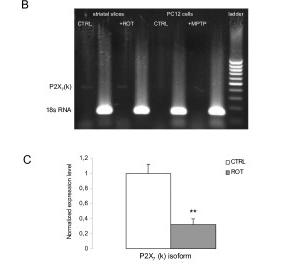 B
striatal slices PC12 cells ladder
CTRL +ROT CTRL +MPTP
P2X₇(k)
18s RNA
C
Normalized expression level
1,2
1
0,8
0,6
0,4
0,2
0
**
CTRL
ROT
P2X₇ (k) isoform